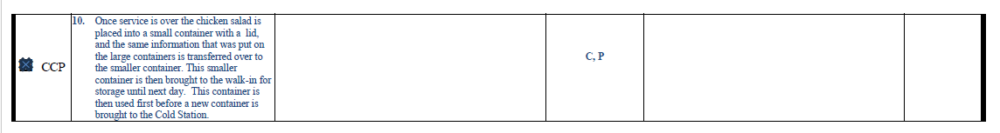 10. Once service is over the chicken salad is
placed into a small container with a lid,
and the same information that was put on
the large containers is transferred over to
the smaller container. This smaller
container is then brought to the walk-in for
storage until next day. This container is
then used first before a new container is
brought to the Cold Station.
CCP
C, P